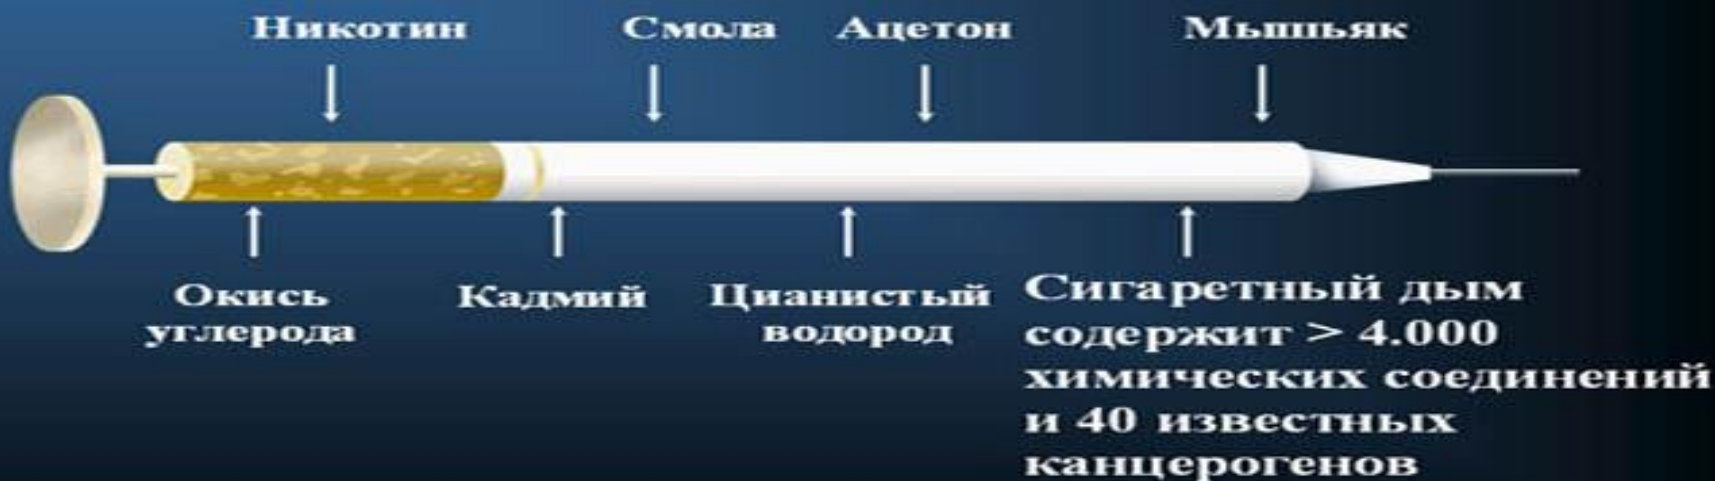 Никотин
Смола
Ацетон
Мышьяк
Окись
углерода
Кадмий
Цианистый
водород
Сигаретный дым
содержит > 4.000
химических соединений
и 40 известных
канцерогенов